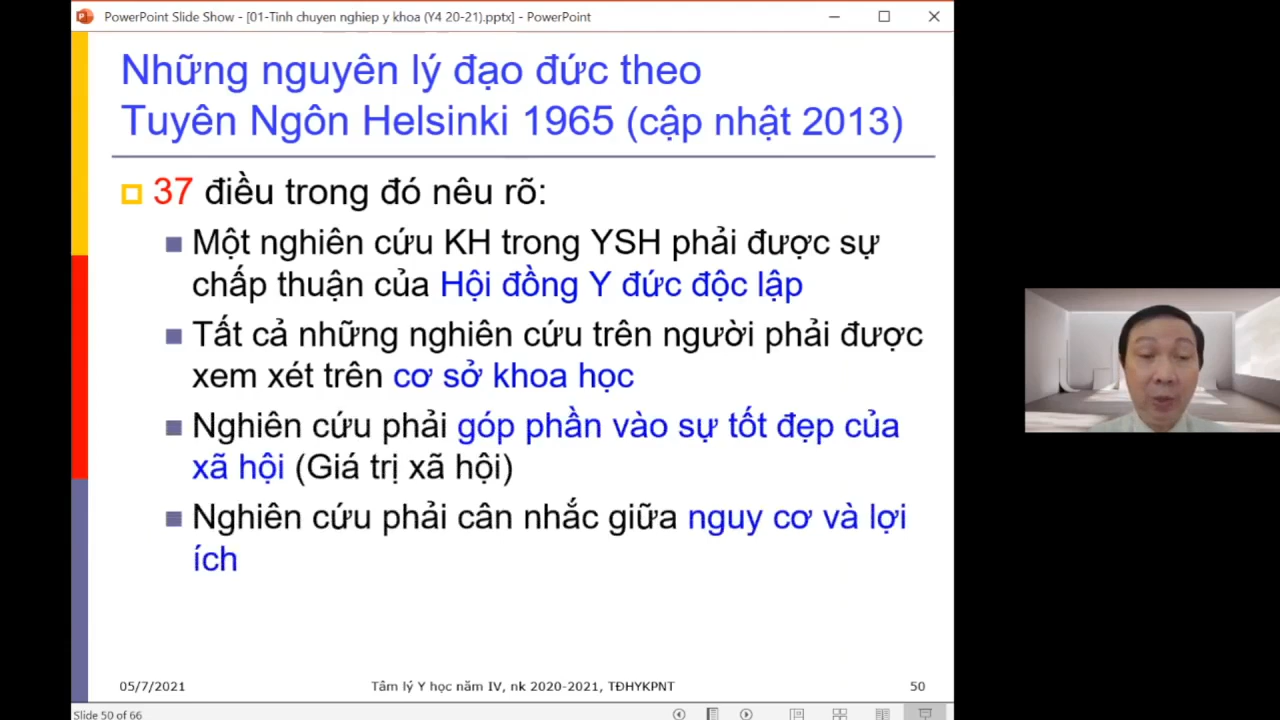 PowerPoint Slide Show - [01-Tinh chuyen nghiep y khoa (Y4 20-21).pptx] - PowerPoint
Những nguyên lý đạo đức theo
Tuyên Ngôn Helsinki 1965 (cập nhật 2013)
37 điều trong đó nêu rõ:
Một nghiên cứu KH trong YSH phải được sự
chấp thuận của Hội đồng Y đức độc lập
Tất cả những nghiên cứu trên người phải được
xem xét trên cơ sở khoa học
Nghiên cứu phải góp phần vào sự tốt đẹp của
xã hội (Giá trị xã hội)
Nghiên cứu phải cân nhắc giữa nguy cơ và lợi
ích
05/7/2021 Tâm lý Y học năm IV, nk 2020-2021, TĐHYKPNT 50
Slide 50 of 66